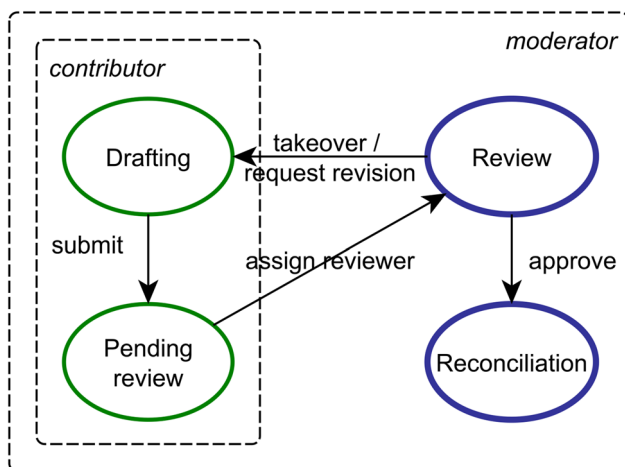 moderator
contributor
Drafting
takeover /
request revision
Review
submit
assign reviewer
approve
Pending
review
Reconciliation